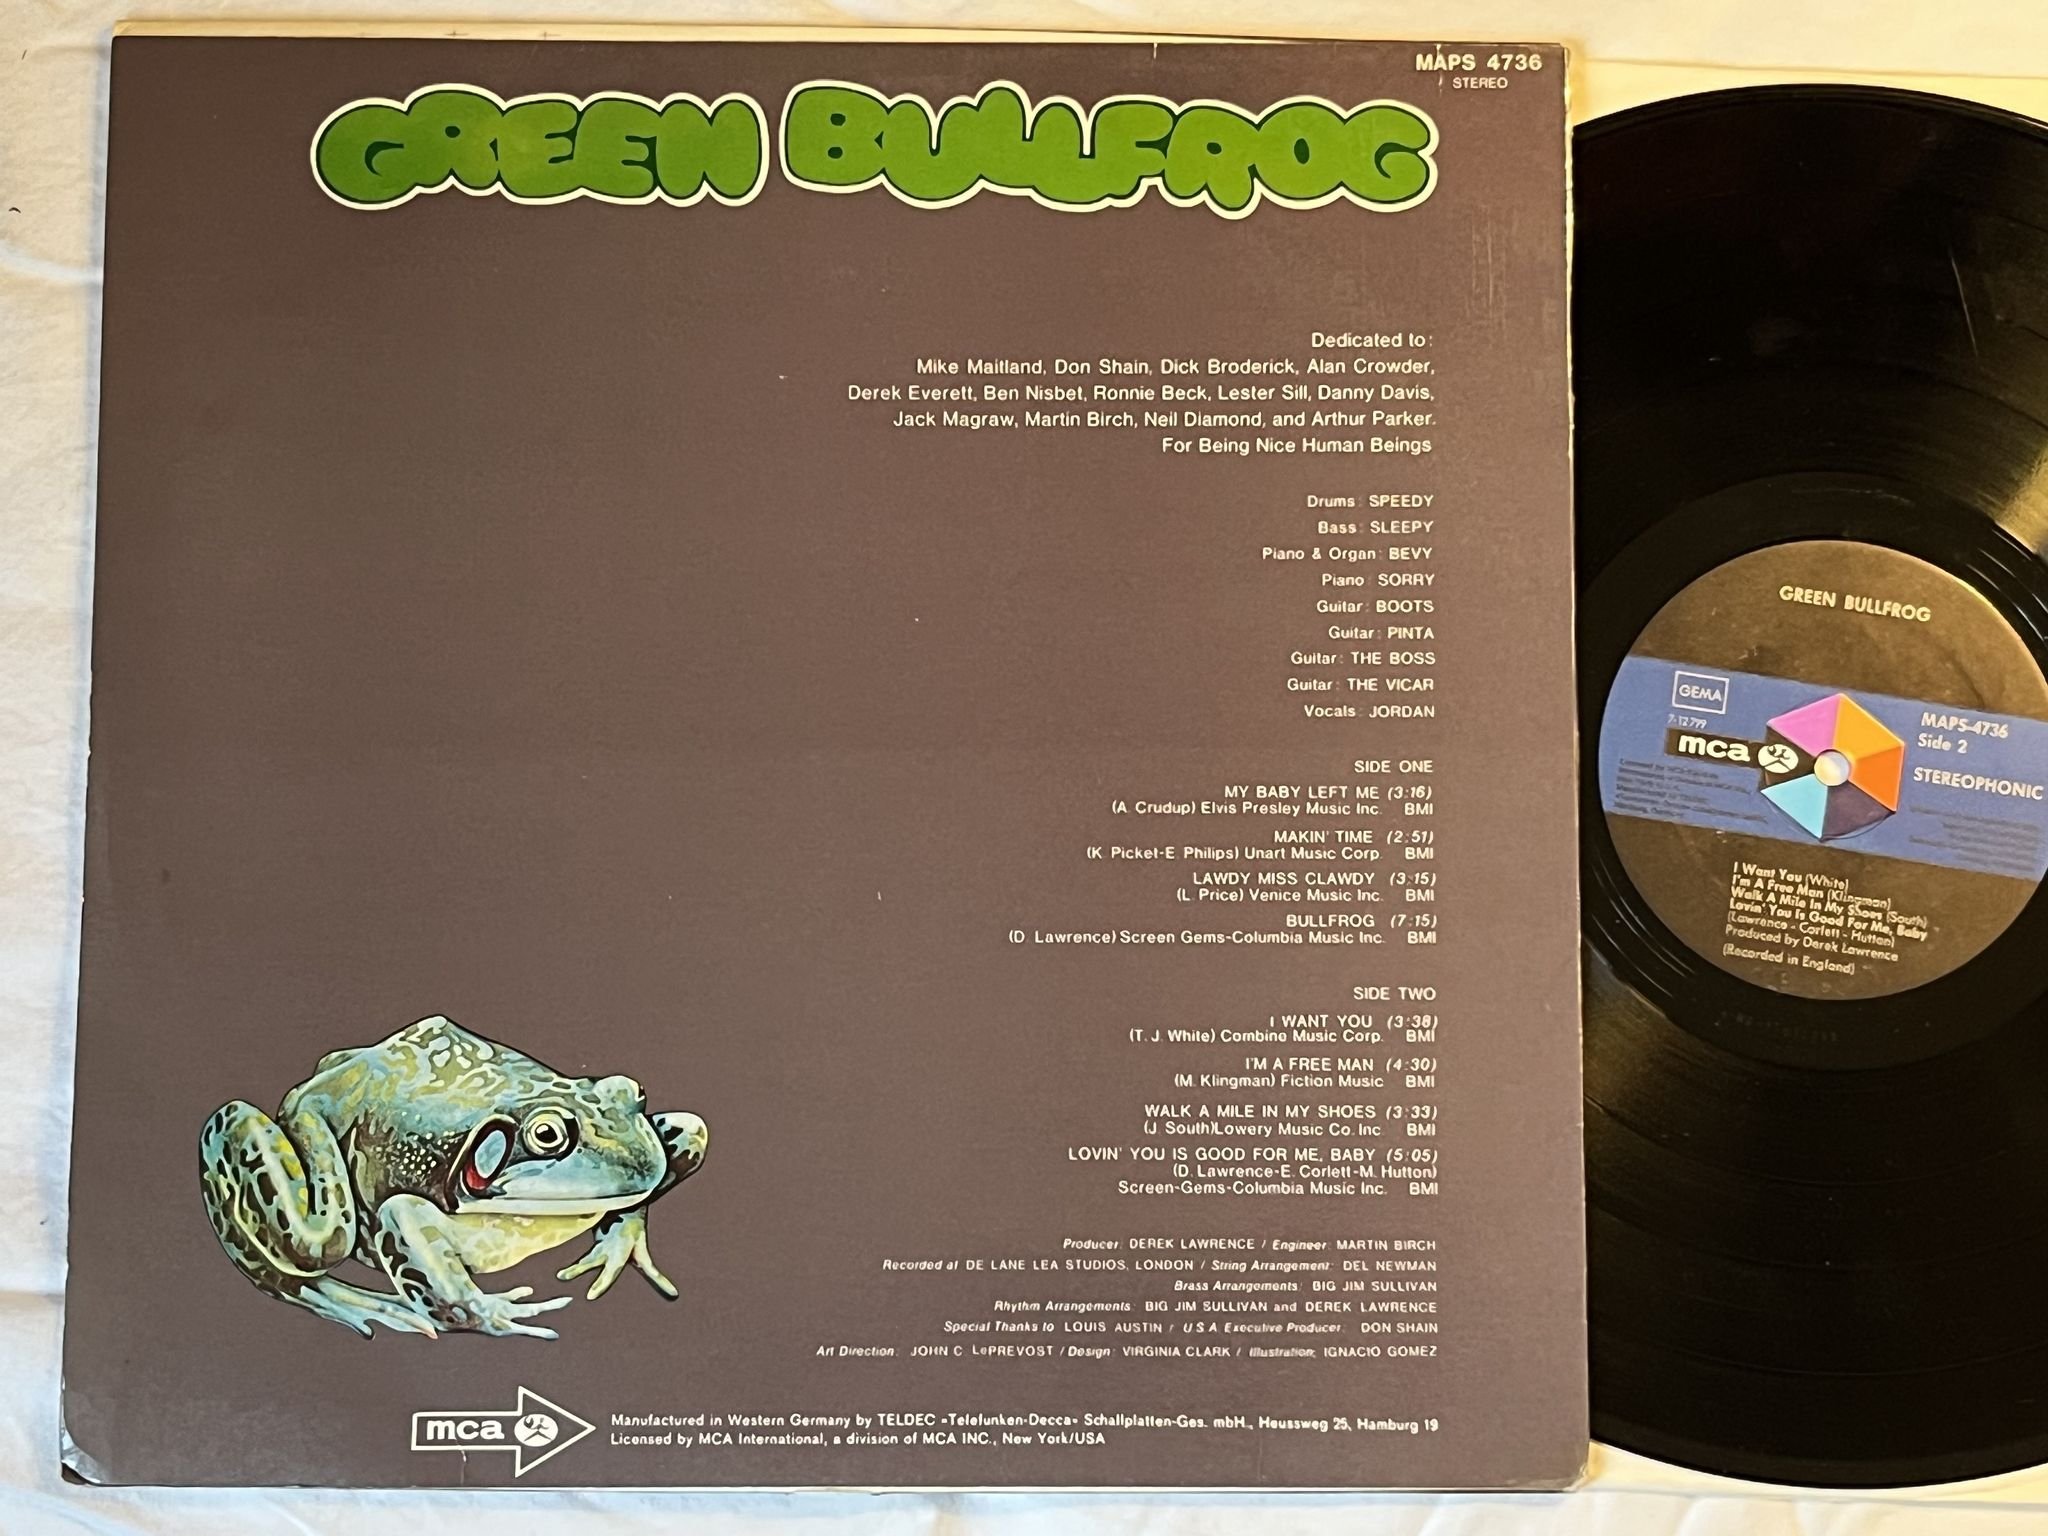 MAPS 4736
STEREO
GREEN BULLFROG
Dedicated to:
Mike Maitland, Don Shain, Dick Broderick, Alan Crowder,
Derek Everett, Ben Nisbet, Ronnie Beck, Lester Sill, Danny Davis,
Jack Magraw, Martin Birch, Neil Diamond, and Arthur Parker.
For Being Nice Human Beings
Drums: SPEEDY
Bass: SLEEPY
Piano & Organ: BEVY
Piano: SORRY
Guitar: BOOTS
Guitar: PINTA
Guitar: THE BOSS
Guitar: THE VICAR
Vocals: JORDAN
SIDE ONE
MY BABY LEFT ME (3:16)
(A. Crudup) Elvis Presley Music Inc. BMI
MAKIN' TIME (2:51)
(K. Picket-E. Philips) Unart Music Corp. BMI
LAWDY MISS CLAWDY (3:15)
(L. Price) Venice Music Inc. BMI
BULLFROG (7:15)
(D. Lawrence) Screen Gems-Columbia Music Inc. BMI
SIDE TWO
I WANT YOU (3:38)
(T. J. White) Combine Music Corp. BMI
I'M A FREE MAN (4:30)
(M. Klingman) Fiction Music BMI
WALK A MILE IN MY SHOES (3:33)
(J. South) Lowery Music Co. Inc. BMI
LOVIN' YOU IS GOOD FOR ME, BABY (5:05)
(D. Lawrence-E. Corlett-M. Hutton)
Screen-Gems-Columbia Music Inc. BMI
Producer: DEREK LAWRENCE / Engineer: MARTIN BIRCH
Recorded at DE LANE LEA STUDIOS, LONDON / String Arrangement: DEL NEWMAN
Brass Arrangements: BIG JIM SULLIVAN
Rhythm Arrangements: BIG JIM SULLIVAN and DEREK LAWRENCE
Special Thanks to LOUIS AUSTIN / U.S.A. Executive Producer: DON SHAIN
Art Direction: JOHN C. LePREVOST / Design: VIRGINIA CLARK / Illustration: IGNACIO GOMEZ
mca
Manufactured in Western Germany by TELDEC »Telefunken-Decca« Schallplatten-Ges. mbH., Heussweg 25, Hamburg 19
Licensed by MCA International, a division of MCA INC., New York/USA
GREEN BULLFROG
GEMA
7-12799
mca
MAPS-4736
Side 2
STEREOPHONIC
I Want You (White)
I'm A Free Man (Klingman)
Walk A Mile In My Shoes (South)
Lovin' You Is Good For Me, Baby
(Lawrence - Corlett - Hutton)
Produced by Derek Lawrence
(Recorded in England)